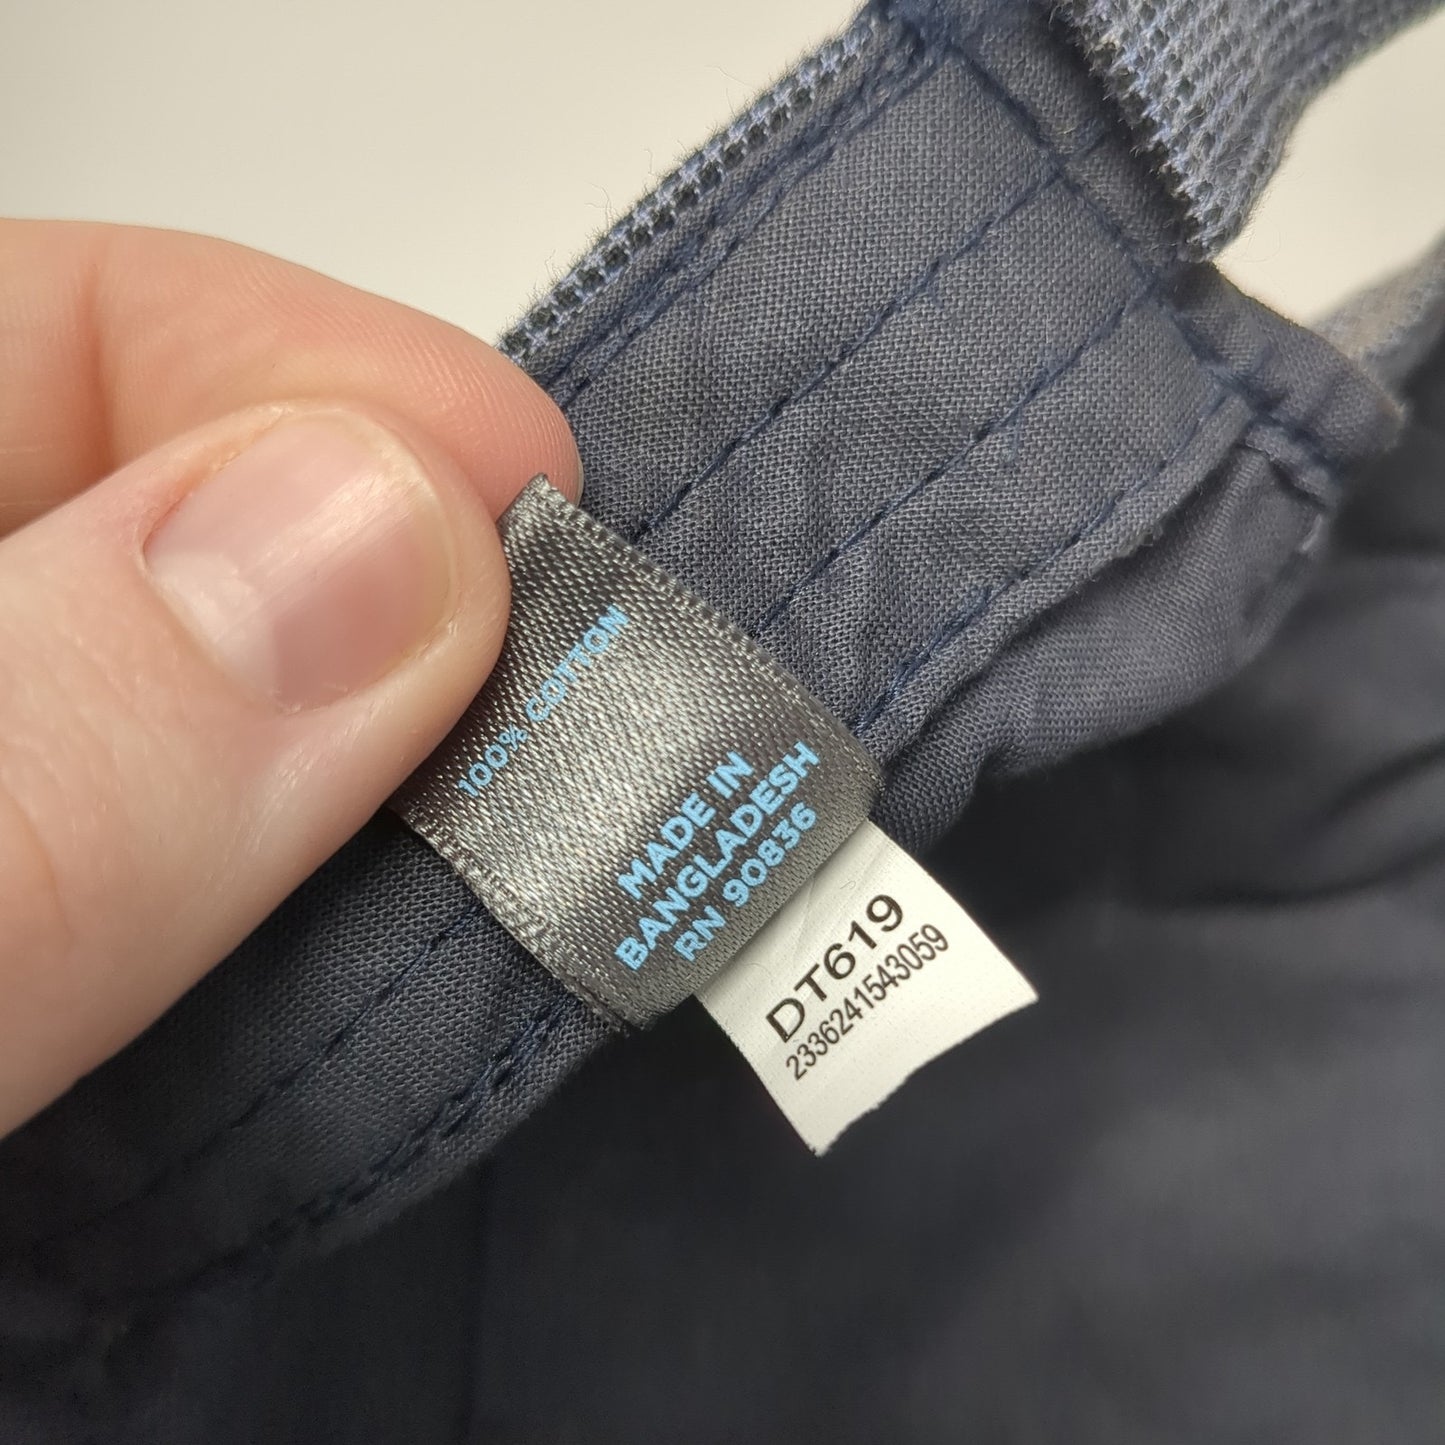 100% COTTON
MADE IN
BANGLADESH
RN 90836
DT619
2336241543059